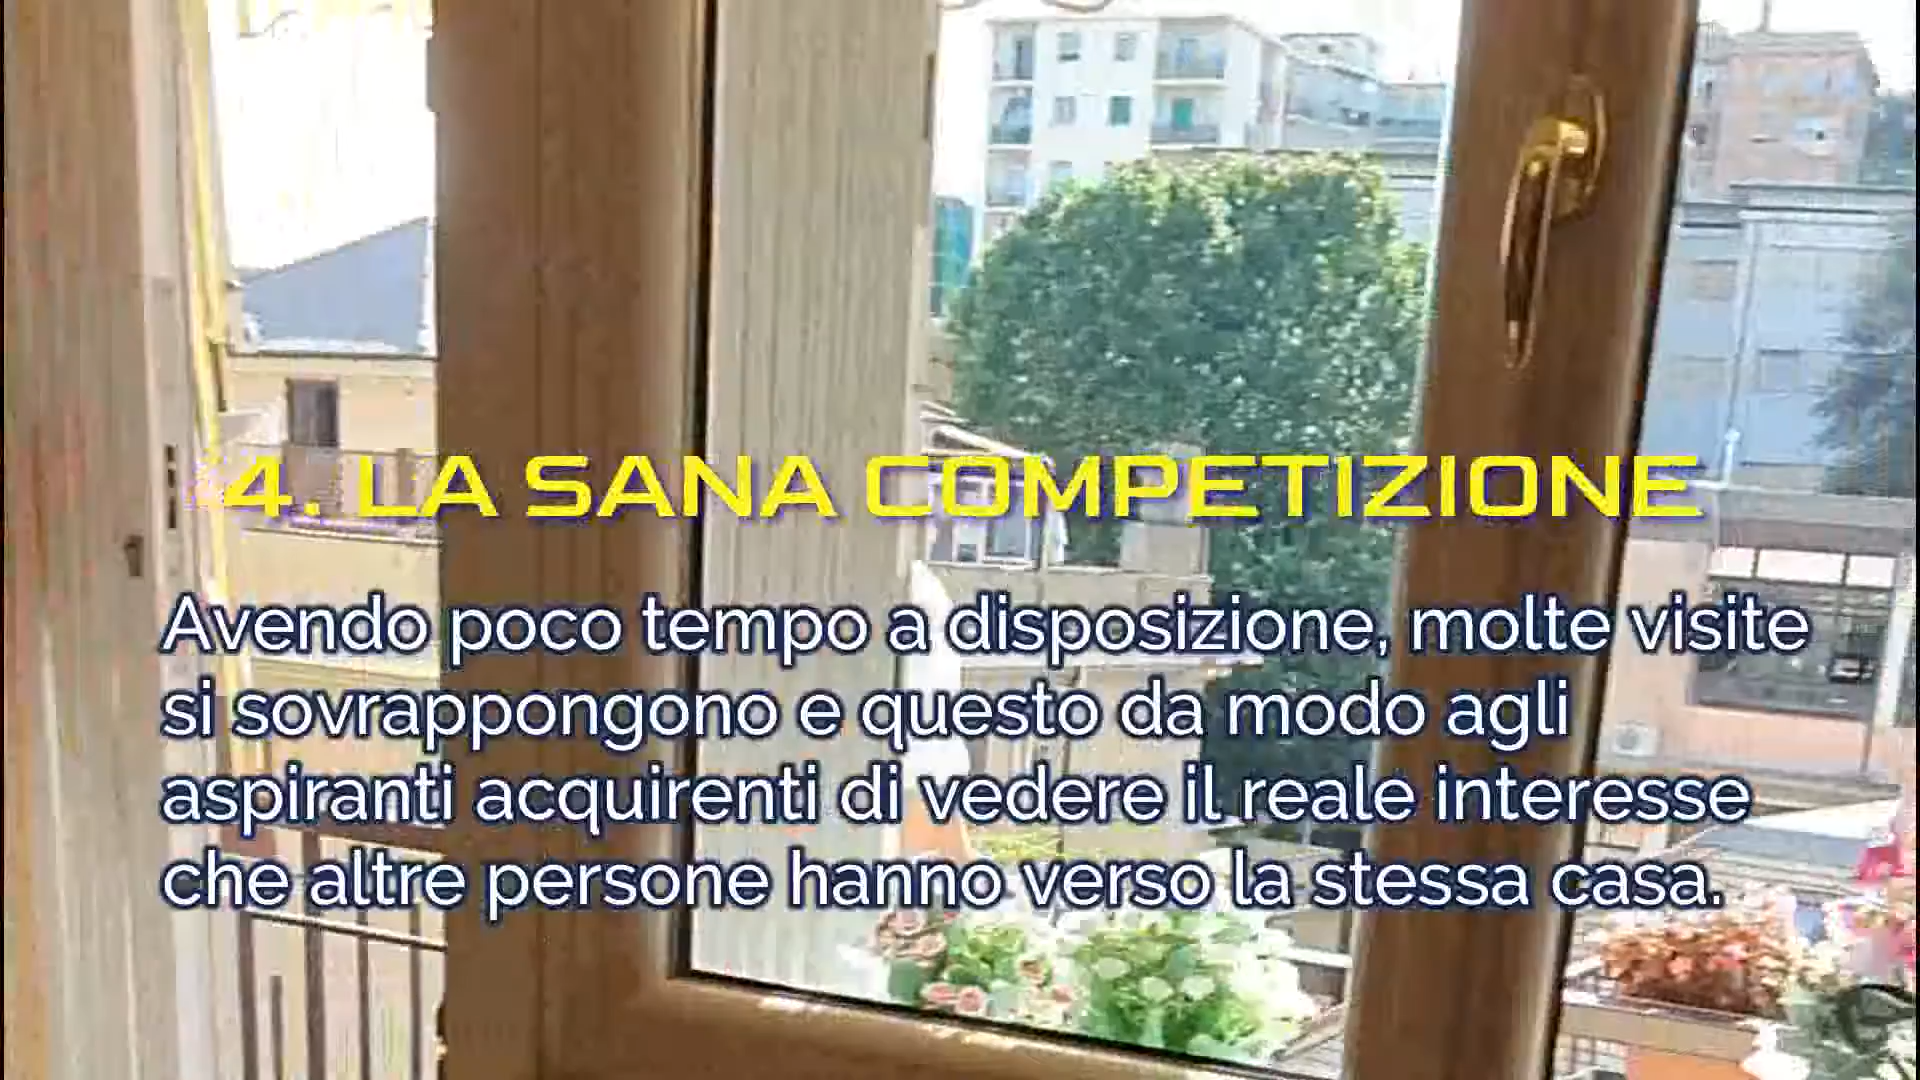 4. LA SANA COMPETIZIONE
Avendo poco tempo a disposizione, molte visite
si sovrappongono e questo da modo agli
aspiranti acquirenti di vedere il reale interesse
che altre persone hanno verso la stessa casa.